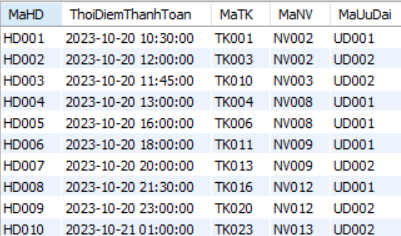 MaHD ThoiDiemThanhToan MaTK MaNV MaUuDai
HD001 2023-10-20 10:30:00 TK001 NV002 UD001
HD002 2023-10-20 12:00:00 TK003 NV002 UD002
HD003 2023-10-20 11:45:00 TK010 NV003 UD002
HD004 2023-10-20 13:00:00 TK004 NV008 UD001
HD005 2023-10-20 16:00:00 TK006 NV008 UD001
HD006 2023-10-20 18:00:00 TK011 NV009 UD001
HD007 2023-10-20 20:00:00 TK013 NV009 UD002
HD008 2023-10-20 21:30:00 TK016 NV012 UD001
HD009 2023-10-20 23:00:00 TK020 NV012 UD002
HD010 2023-10-21 01:00:00 TK023 NV013 UD002